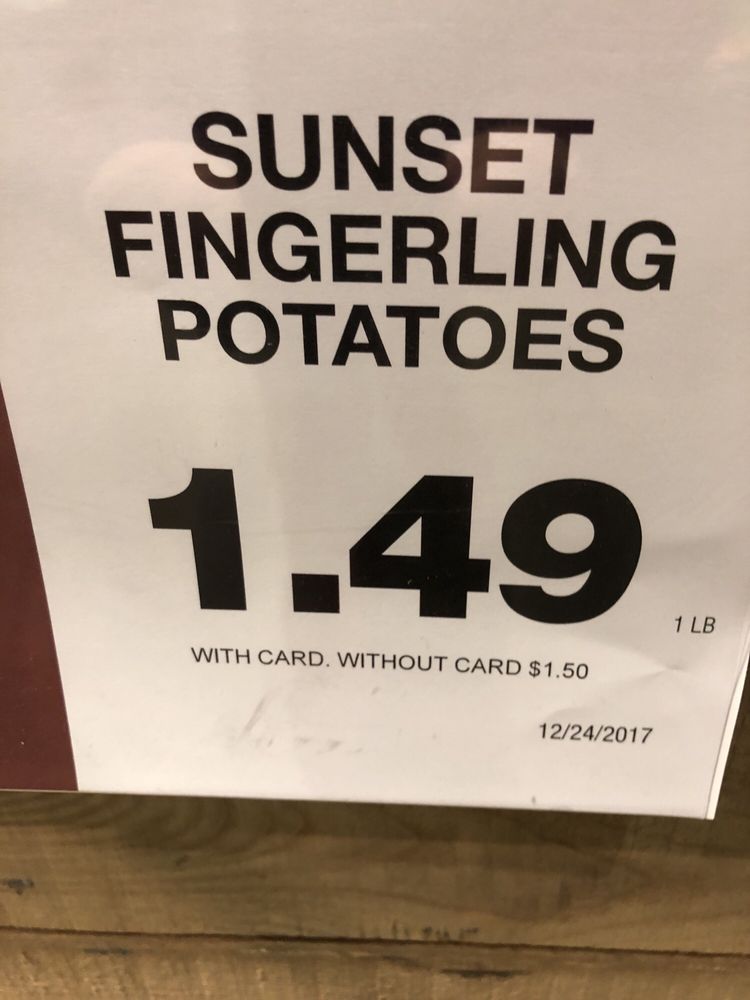 SUNSET
FINGERLING
POTATOES
1.49
1 LB
WITH CARD. WITHOUT CARD $1.50
12/24/2017